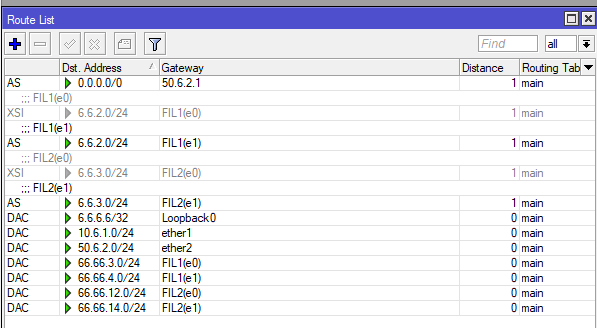 Route List
Find all
Dst. Address Gateway Distance Routing Tab
AS 0.0.0.0/0 50.6.2.1 1 main
;;; FIL1(e0)
XSI 6.6.2.0/24 FIL1(e0) 1 main
;;; FIL1(e1)
AS 6.6.2.0/24 FIL1(e1) 1 main
;;; FIL2(e0)
XSI 6.6.3.0/24 FIL2(e0) 1 main
;;; FIL2(e1)
AS 6.6.3.0/24 FIL2(e1) 1 main
DAC 6.6.6.6/32 Loopback0 0 main
DAC 10.6.1.0/24 ether1 0 main
DAC 50.6.2.0/24 ether2 0 main
DAC 66.66.3.0/24 FIL1(e0) 0 main
DAC 66.66.4.0/24 FIL1(e1) 0 main
DAC 66.66.12.0/24 FIL2(e0) 0 main
DAC 66.66.14.0/24 FIL2(e1) 0 main